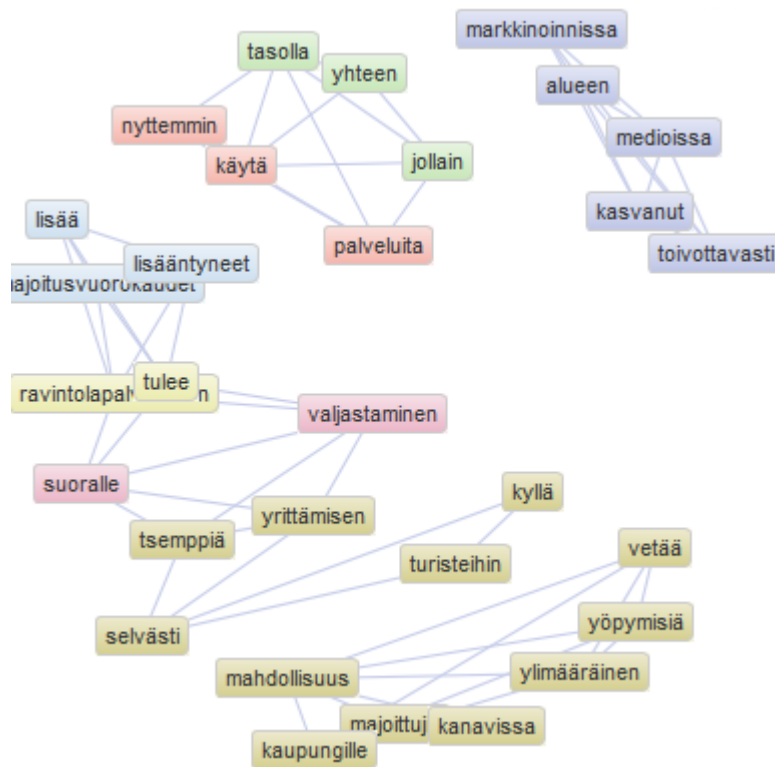 markkinoinnissa
tasolla
yhteen
alueen
nyttemmin
medioissa
käytä
jollain
lisää
kasvanut
palveluita
toivottavasti
lisääntyneet
tulee
valjastaminen
suoralle
kyllä
yrittämisen
tsemppiä
vetää
turisteihin
yöpymisiä
selvästi
ylimääräinen
mahdollisuus
kanavissa
kaupungille